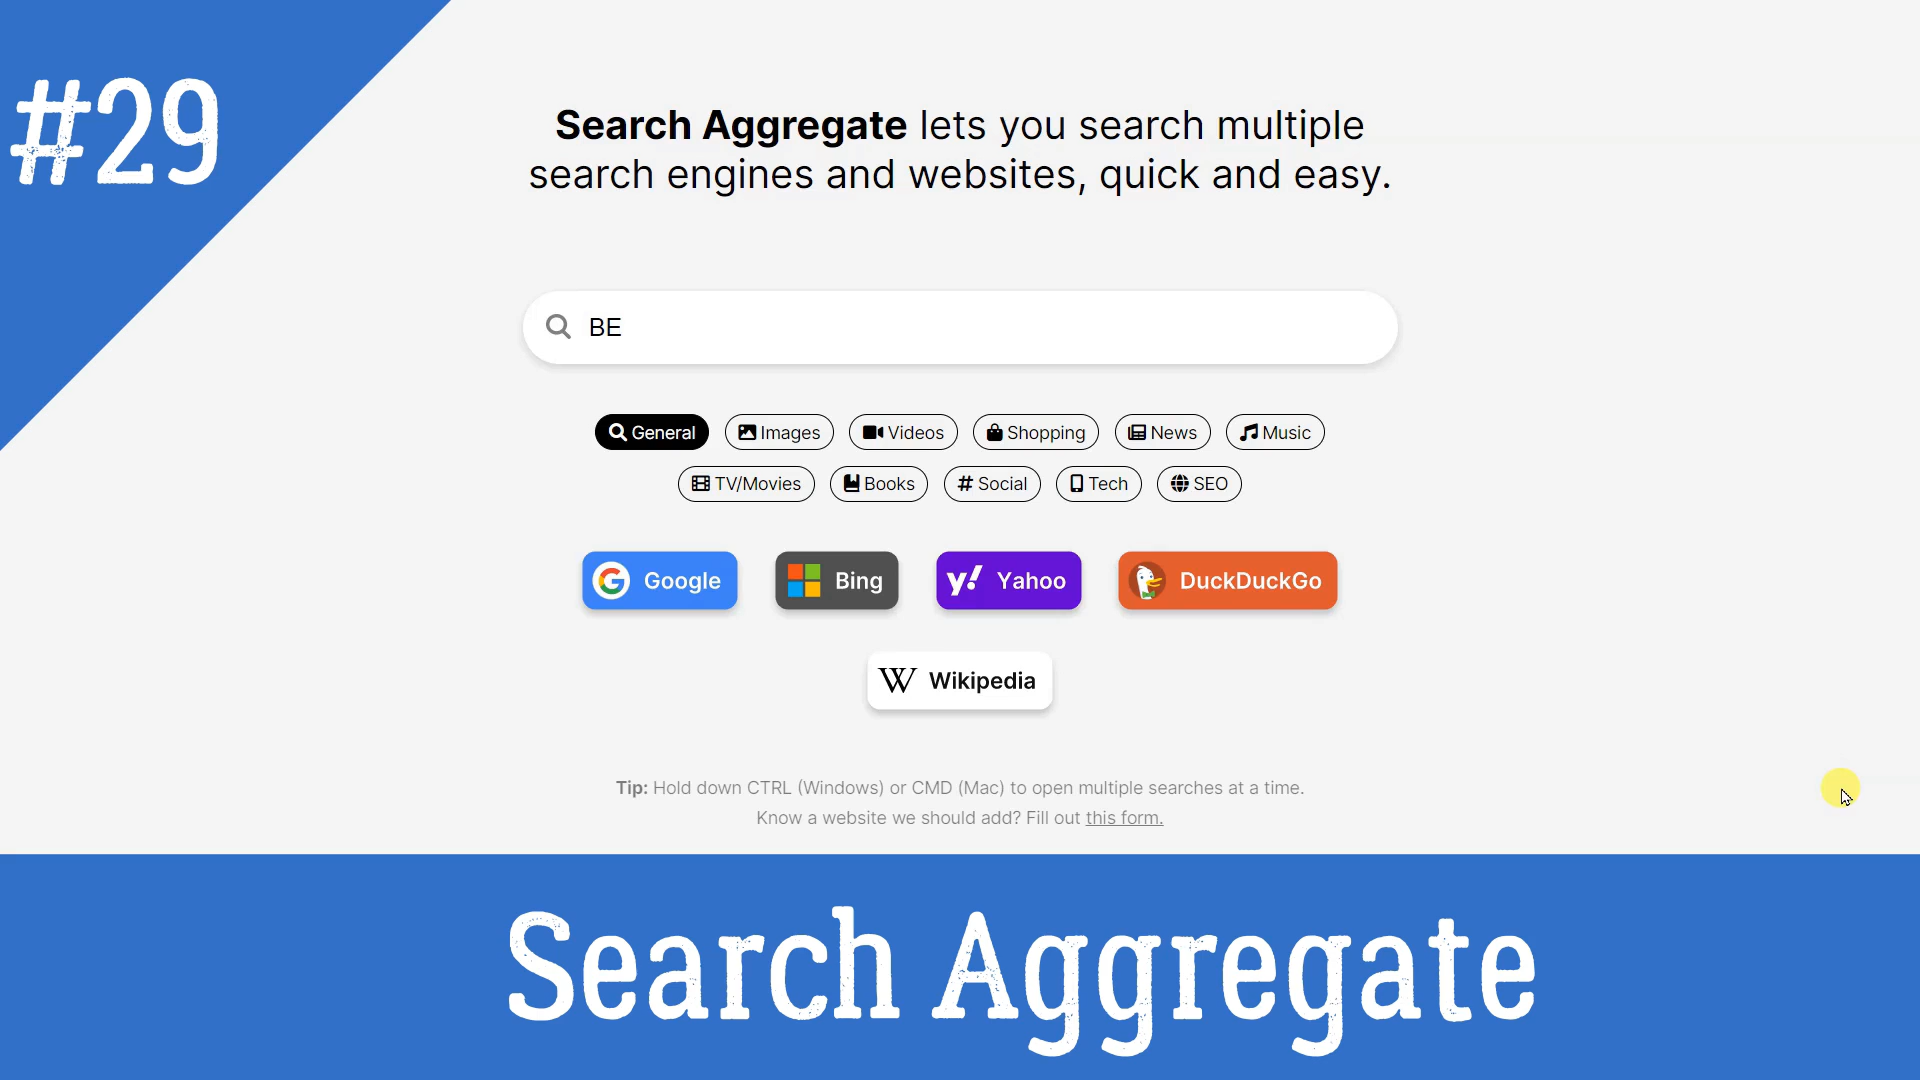 #29
Search Aggregate lets you search multiple
search engines and websites, quick and easy.
BE
General Images Videos Shopping News Music
TV/Movies Books Social Tech SEO
Google Bing Yahoo DuckDuckGo
Wikipedia
Tip: Hold down CTRL (Windows) or CMD (Mac) to open multiple searches at a time.
Know a website we should add? Fill out this form.
Search Aggregate